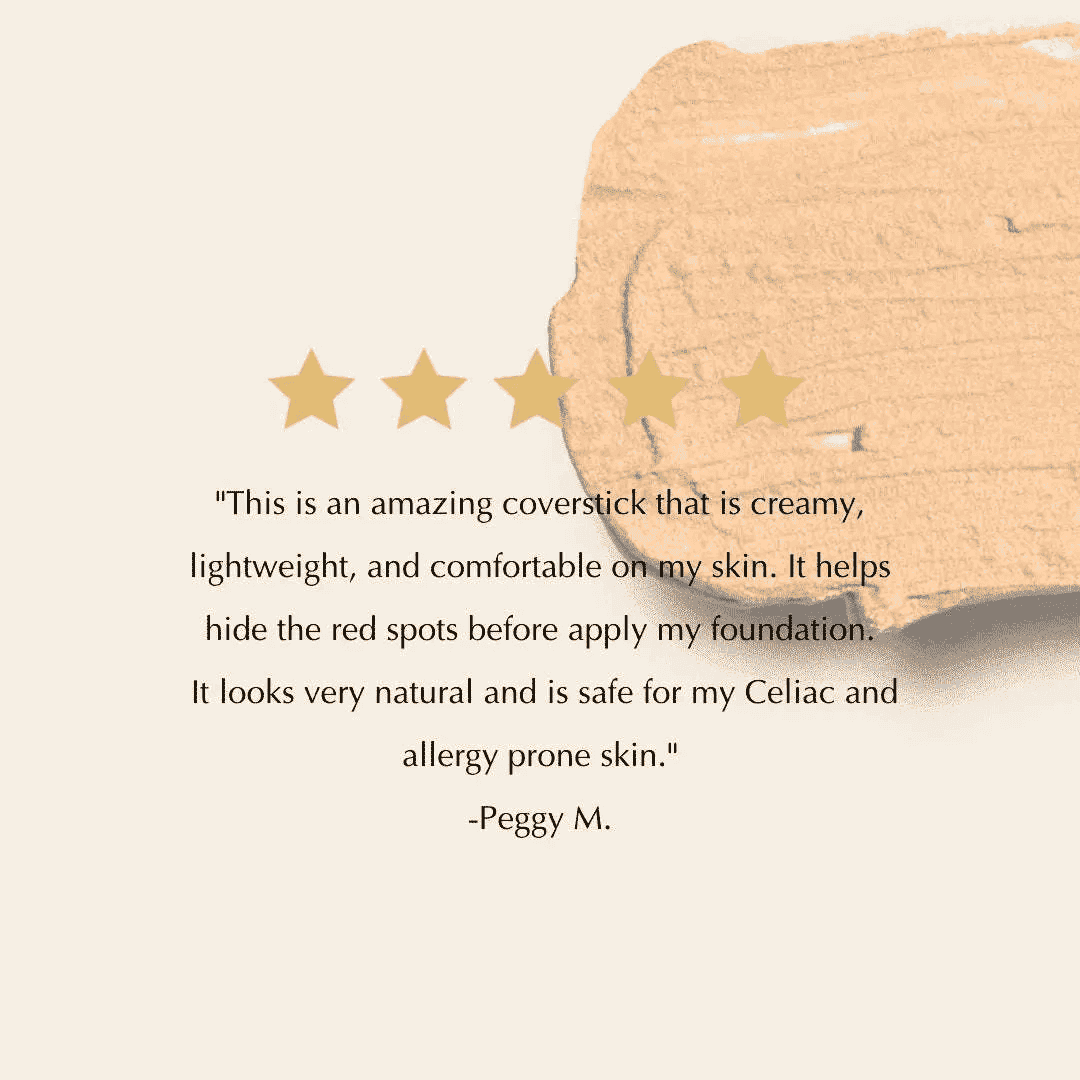 "This is an amazing coverstick that is creamy,
lightweight, and comfortable on my skin. It helps
hide the red spots before apply my foundation.
It looks very natural and is safe for my Celiac and
allergy prone skin."
-Peggy M.